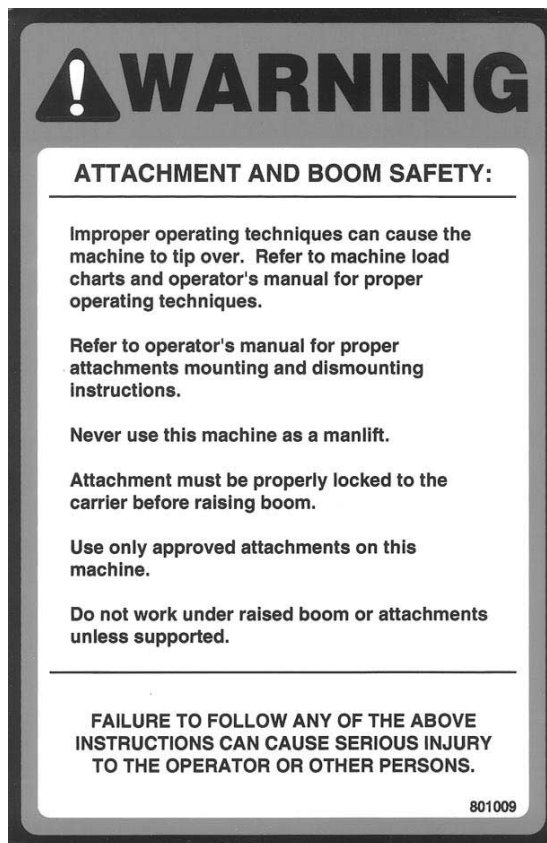 WARNING
ATTACHMENT AND BOOM SAFETY:
Improper operating techniques can cause the
machine to tip over. Refer to machine load
charts and operator's manual for proper
operating techniques.
Refer to operator's manual for proper
attachments mounting and dismounting
instructions.
Never use this machine as a manlift.
Attachment must be properly locked to the
carrier before raising boom.
Use only approved attachments on this
machine.
Do not work under raised boom or attachments
unless supported.
FAILURE TO FOLLOW ANY OF THE ABOVE
INSTRUCTIONS CAN CAUSE SERIOUS INJURY
TO THE OPERATOR OR OTHER PERSONS.
801009